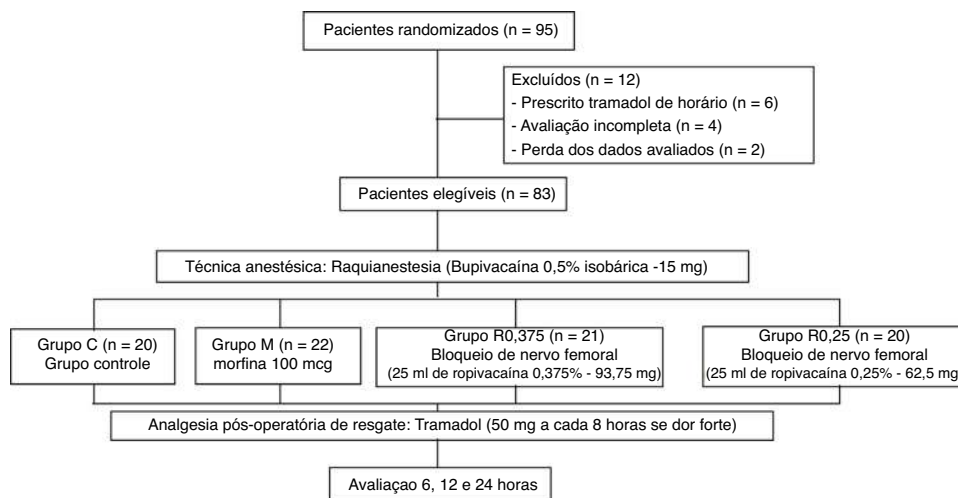 Pacientes randomizados (n = 95)
Excluídos (n = 12)
- Prescrito tramadol de horário (n = 6)
- Avaliação incompleta (n = 4)
- Perda dos dados avaliados (n = 2)
Pacientes elegíveis (n = 83)
Técnica anestésica: Raquianestesia (Bupivacaína 0,5% isobárica -15 mg)
Grupo C (n = 20)
Grupo controle
Grupo M (n = 22)
morfina 100 mcg
Grupo R0,375 (n = 21)
Bloqueio de nervo femoral
(25 ml de ropivacaína 0,375% - 93,75 mg)
Grupo R0,25 (n = 20)
Bloqueio de nervo femoral
(25 ml de ropivacaína 0,25% - 62,5 mg)
Analgesia pós-operatória de resgate: Tramadol (50 mg a cada 8 horas se dor forte)
Avaliaçao 6, 12 e 24 horas